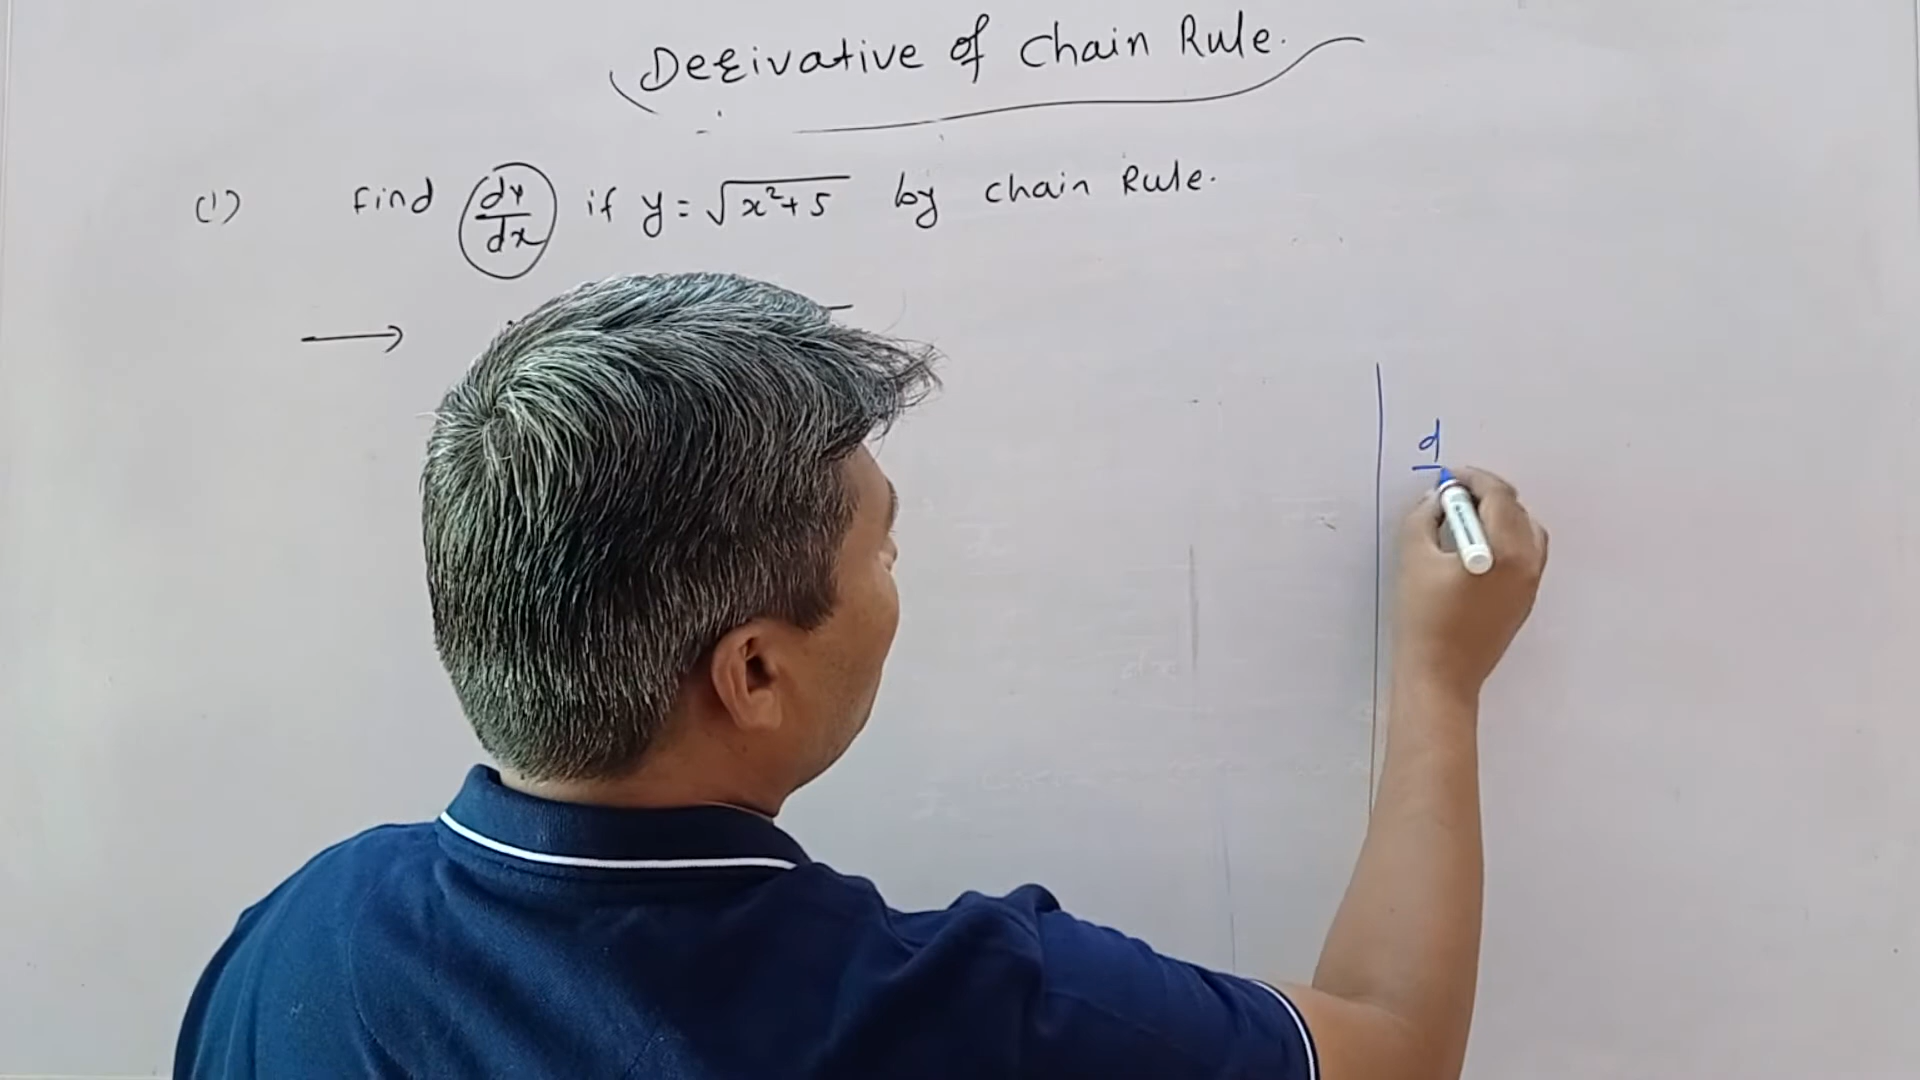 Derivative of Chain Rule.
(1) Find dy/dx if y = √x²+5 by chain Rule.
d